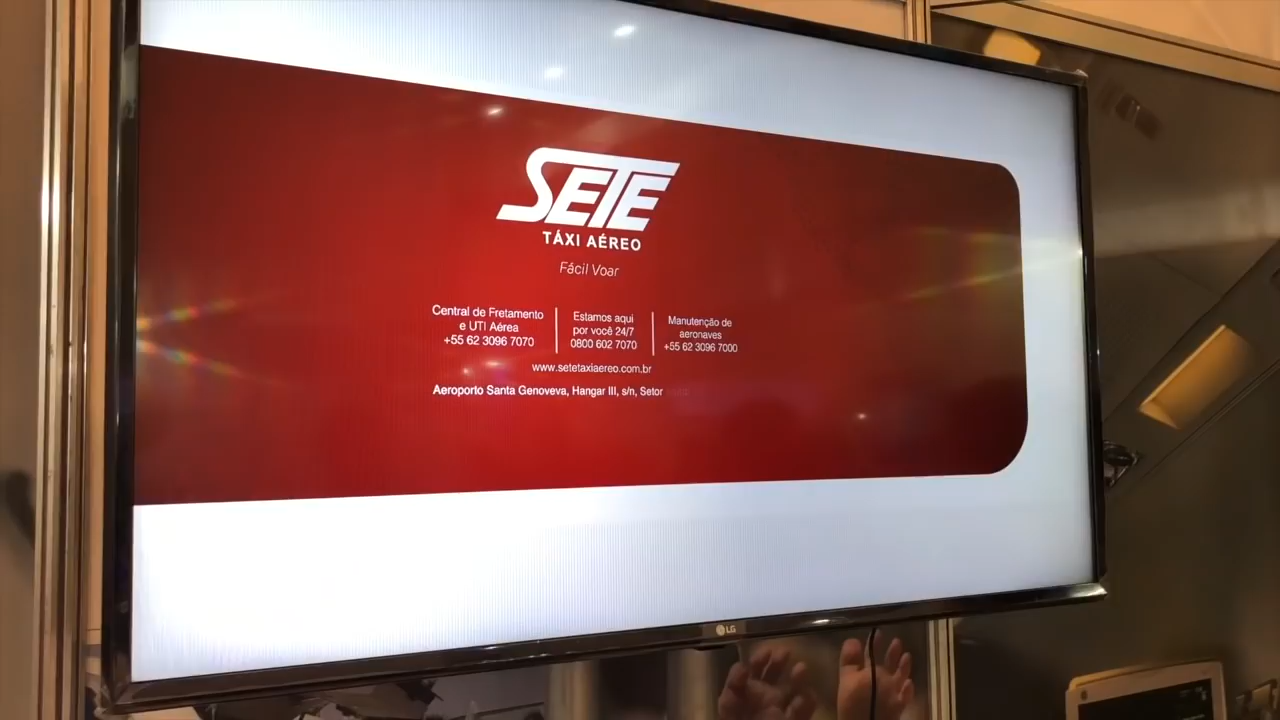 SETE
TÁXI AÉREO
Fácil Voar
Central de Fretamento
e UTI Aérea
+55 62 3096 7070
Estamos aqui
por você 24/7
0800 602 7070
Manutenção de
aeronaves
+55 62 3096 7000
www.setetaxiaereo.com.br
Aeroporto Santa Genoveva, Hangar III, s/n, Setor
LG